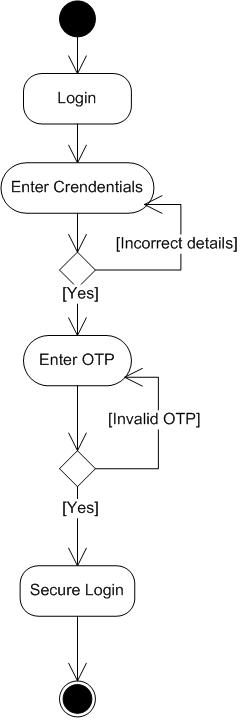 Login
Enter Crendentials
[Incorrect details]
[Yes]
Enter OTP
[Invalid OTP]
[Yes]
Secure Login